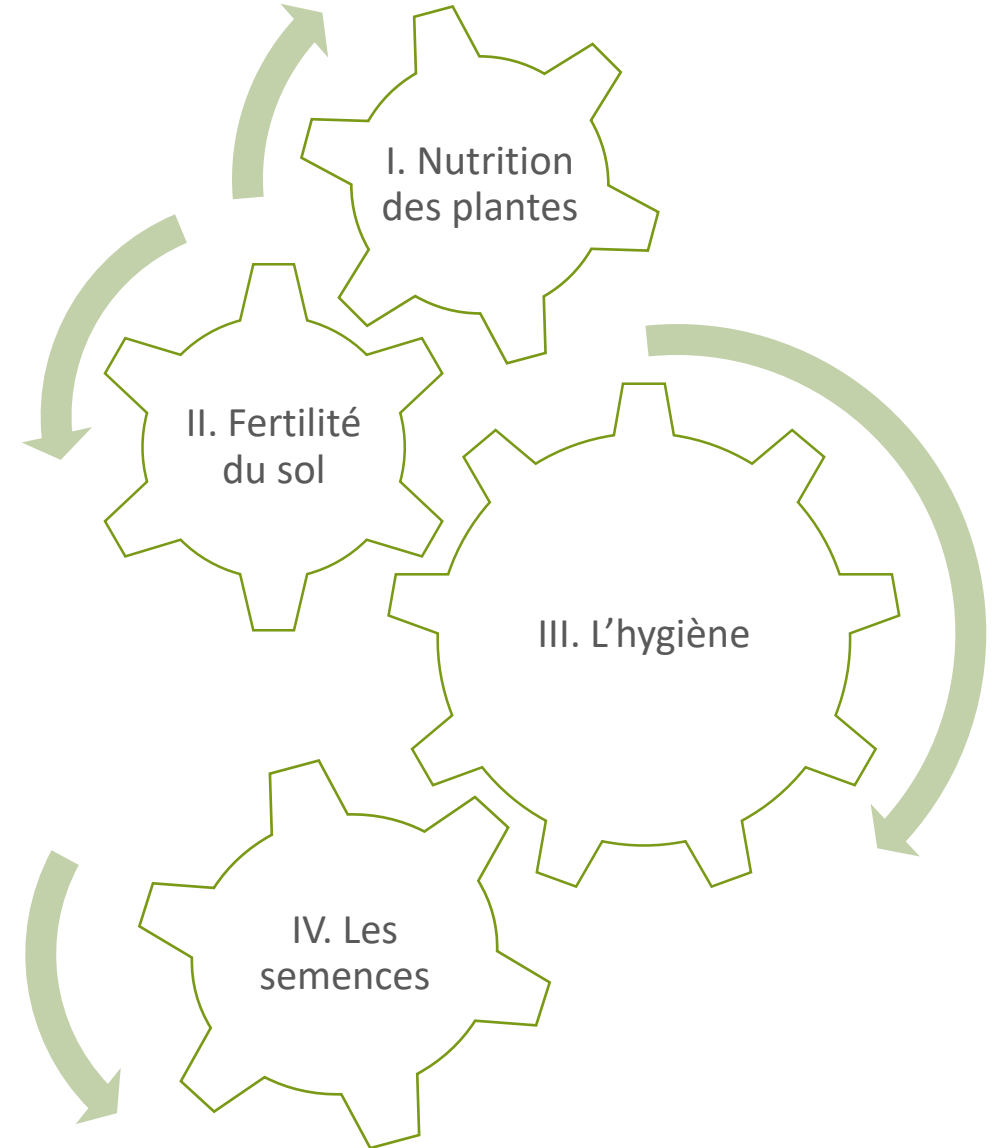 I. Nutrition
des plantes
II. Fertilité
du sol
III. L’hygiène
IV. Les
semences